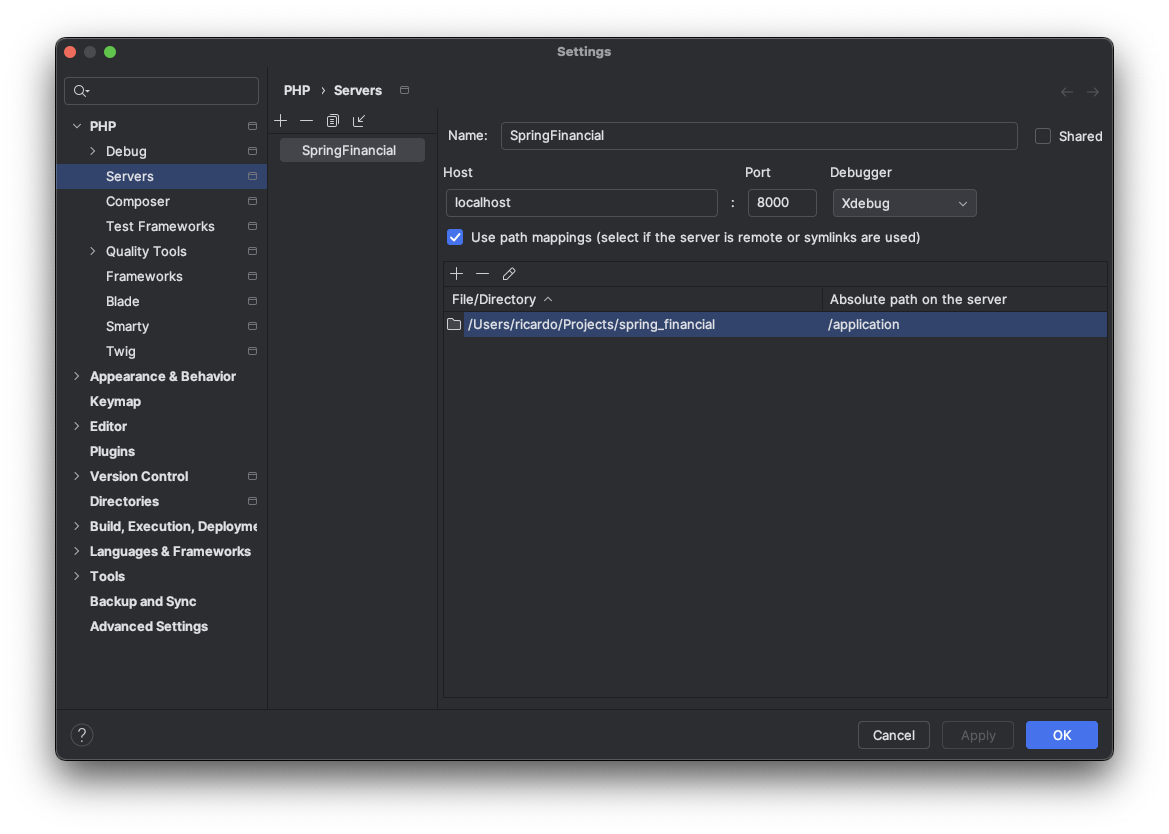 Settings
PHP
Debug
Servers
Composer
Test Frameworks
Quality Tools
Frameworks
Blade
Smarty
Twig
Appearance & Behavior
Keymap
Editor
Plugins
Version Control
Directories
Build, Execution, Deployme
Languages & Frameworks
Tools
Backup and Sync
Advanced Settings
PHP › Servers
SpringFinancial
Name: SpringFinancial Shared
Host Port Debugger
localhost : 8000 Xdebug
Use path mappings (select if the server is remote or symlinks are used)
File/Directory Absolute path on the server
/Users/ricardo/Projects/spring_financial /application
? Cancel Apply OK